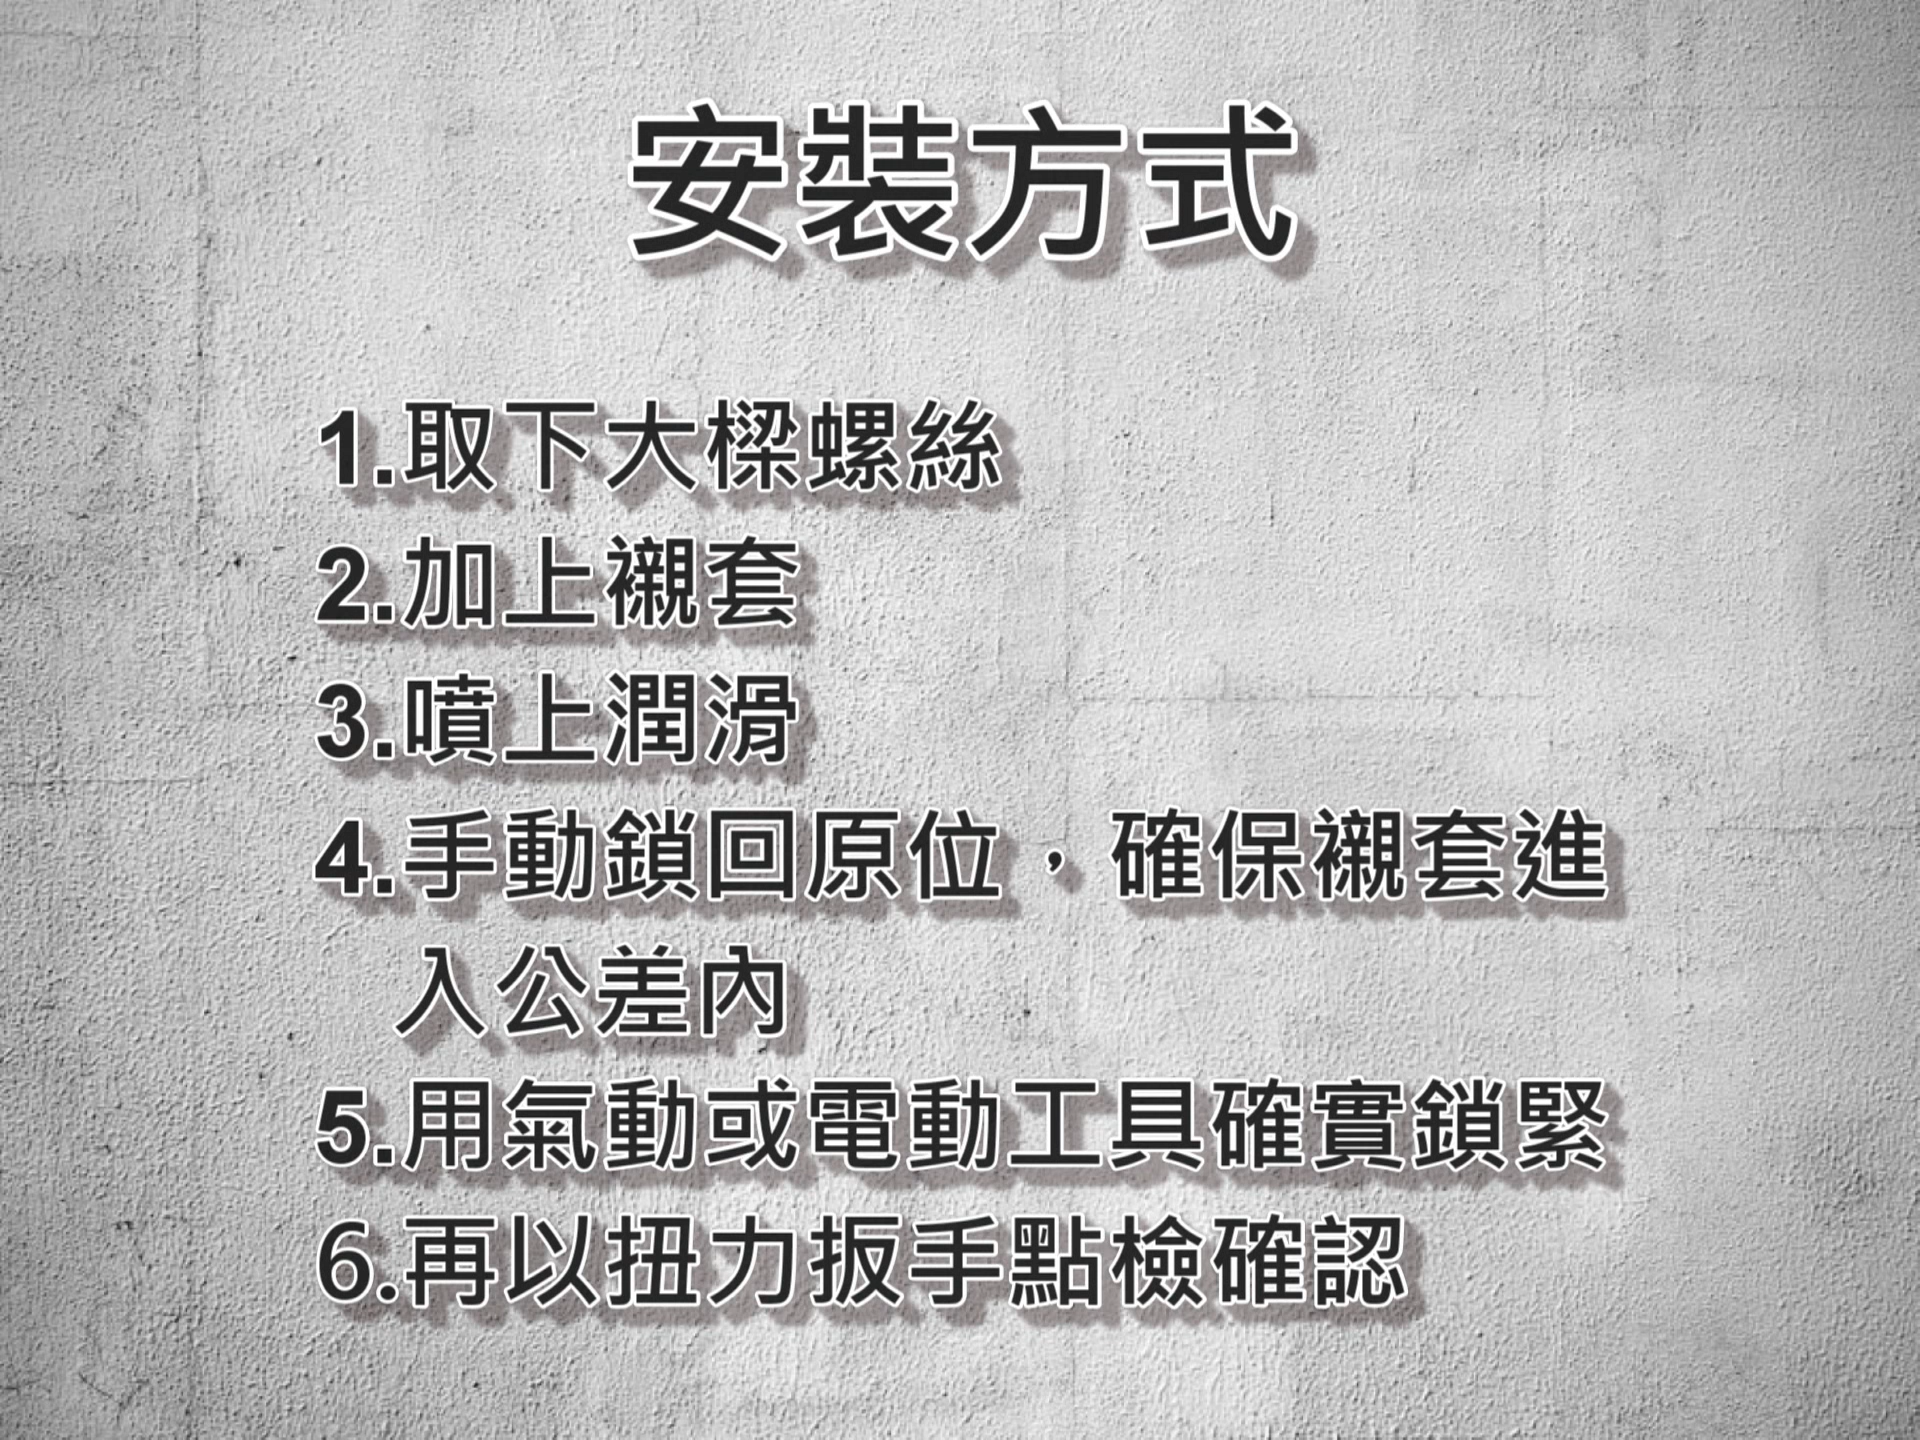 安裝方式
1.取下大樑螺絲
2.加上襯套
3.噴上潤滑
4.手動鎖回原位，確保襯套進
入公差內
5.用氣動或電動工具確實鎖緊
6.再以扭力扳手點檢確認